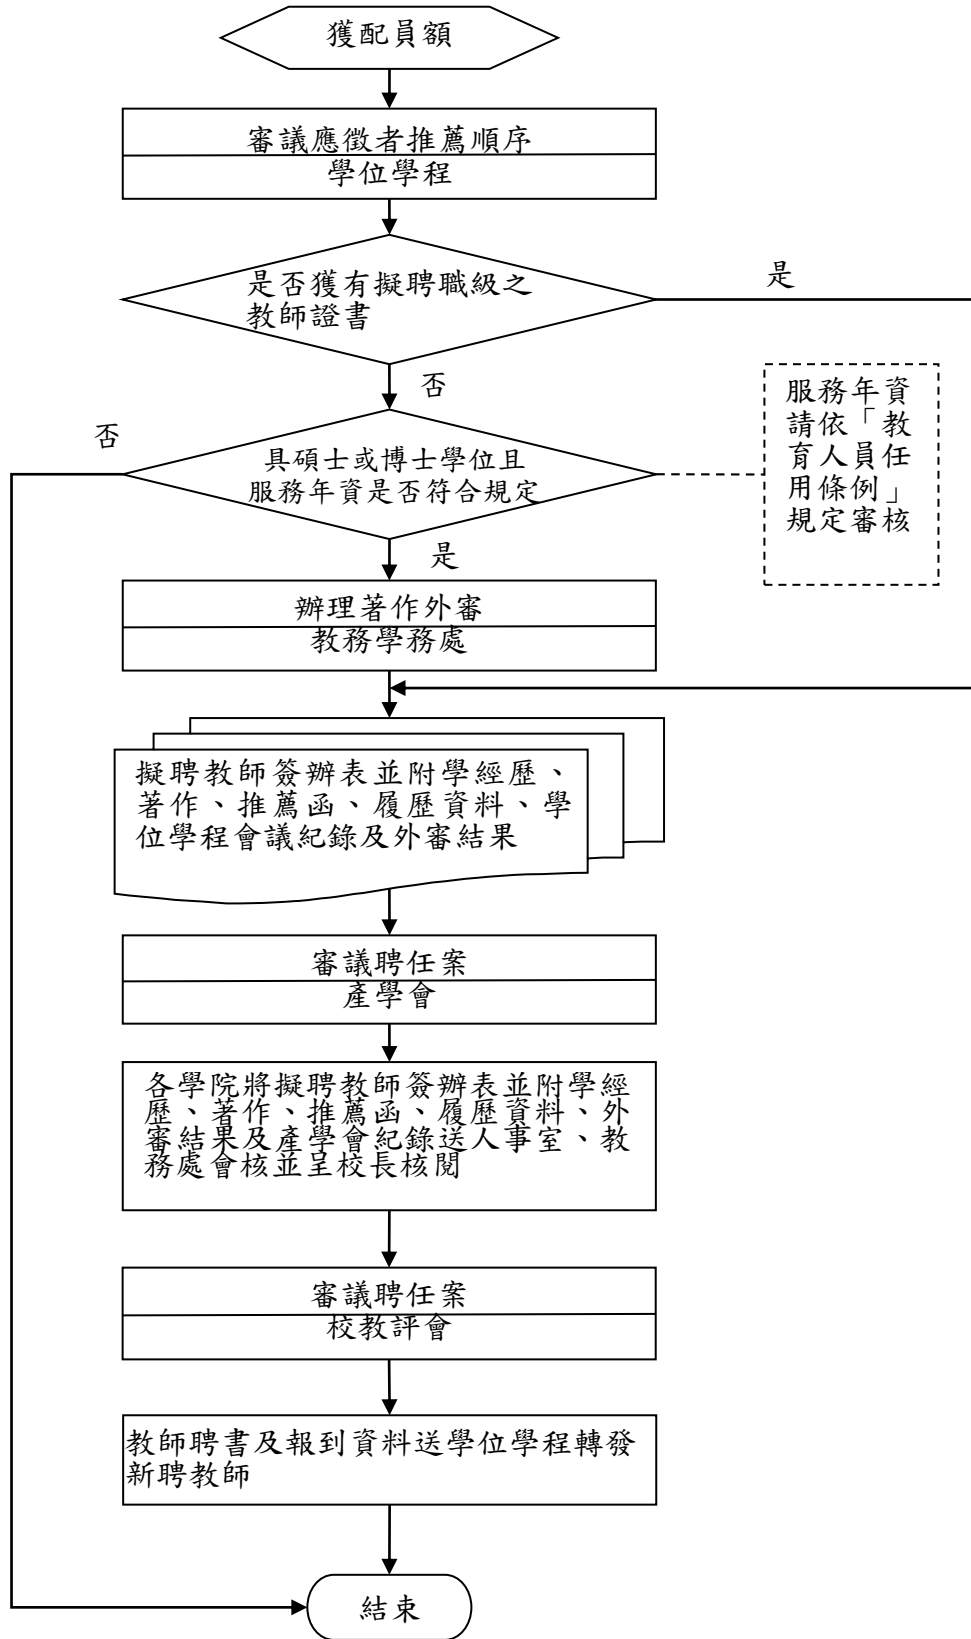 獲配員額
審議應徵者推薦順序
學位學程
是否獲有擬聘職級之
教師證書
是
否
服務年資
請依「教
育人員任
用條例」
規定審核
否
具碩士或博士學位且
服務年資是否符合規定
是
辦理著作外審
教務學務處
擬聘教師簽辦表並附學經歷、
著作、推薦函、履歷資料、學
位學程會議紀錄及外審結果
審議聘任案
產學會
各學院將擬聘教師簽辦表並附學經
歷、著作、推薦函、履歷資料、外
審結果及產學會紀錄送人事室、教
務處會核並呈校長核閱
審議聘任案
校教評會
教師聘書及報到資料送學位學程轉發
新聘教師
結束